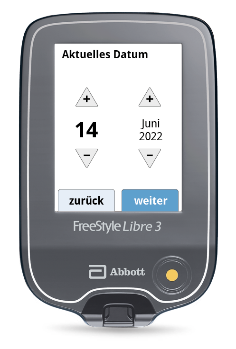 Aktuelles Datum
+ +
14 Juni
2022
− −
zurück weiter
FreeStyle Libre 3
Abbott